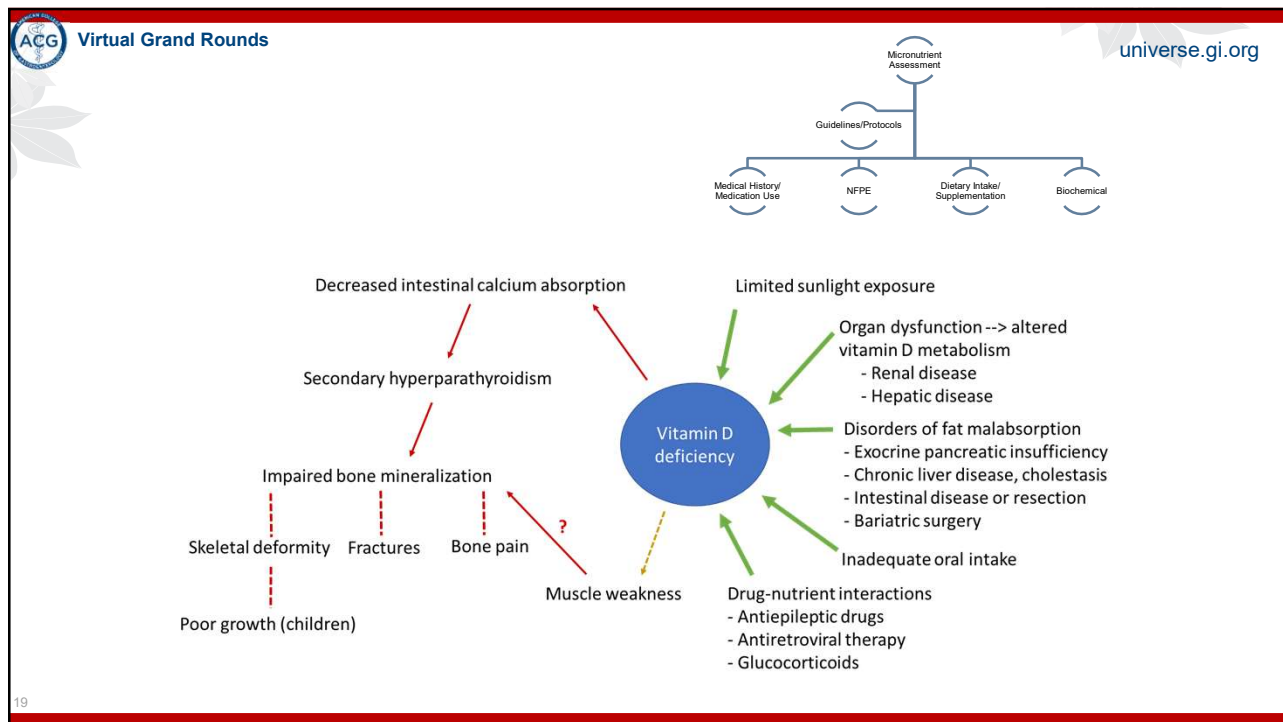 ACG
Virtual Grand Rounds
universe.gi.org
Micronutrient
Assessment
Guidelines/Protocols
Medical History/
Medication Use
NFPE
Dietary Intake/
Supplementation
Biochemical
Decreased intestinal calcium absorption
Secondary hyperparathyroidism
Impaired bone mineralization
Skeletal deformity
Fractures
Bone pain
Poor growth (children)
?
Muscle weakness
Vitamin D
deficiency
Limited sunlight exposure
Organ dysfunction --> altered
vitamin D metabolism
- Renal disease
- Hepatic disease
Disorders of fat malabsorption
- Exocrine pancreatic insufficiency
- Chronic liver disease, cholestasis
- Intestinal disease or resection
- Bariatric surgery
Inadequate oral intake
Drug-nutrient interactions
- Antiepileptic drugs
- Antiretroviral therapy
- Glucocorticoids
19